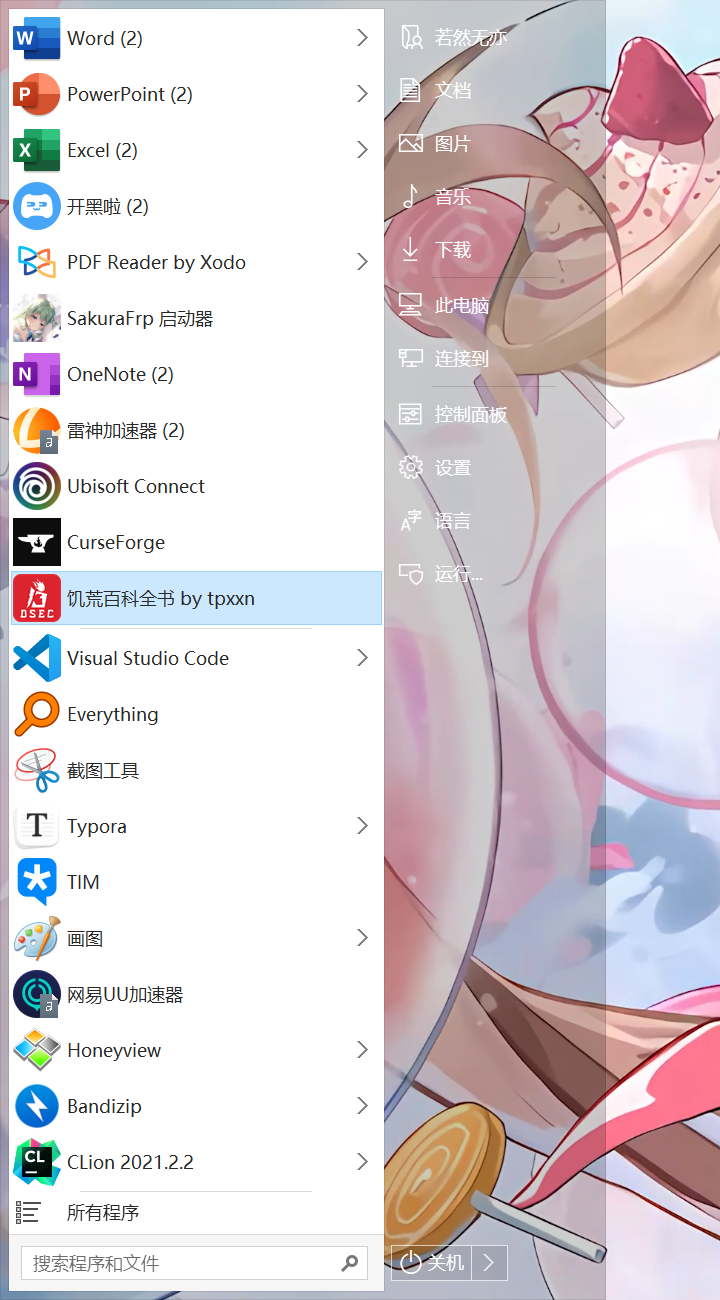 Word (2)
PowerPoint (2)
Excel (2)
开黑啦 (2)
PDF Reader by Xodo
SakuraFrp 启动器
OneNote (2)
雷神加速器 (2)
Ubisoft Connect
CurseForge
DSEC
饥荒百科全书 by tpxxn
Visual Studio Code
Everything
截图工具
Typora
TIM
画图
网易UU加速器
Honeyview
Bandizip
CLion 2021.2.2
所有程序
搜索程序和文件
若然无亦
文档
图片
音乐
下载
此电脑
连接到
控制面板
设置
语言
运行...
关机